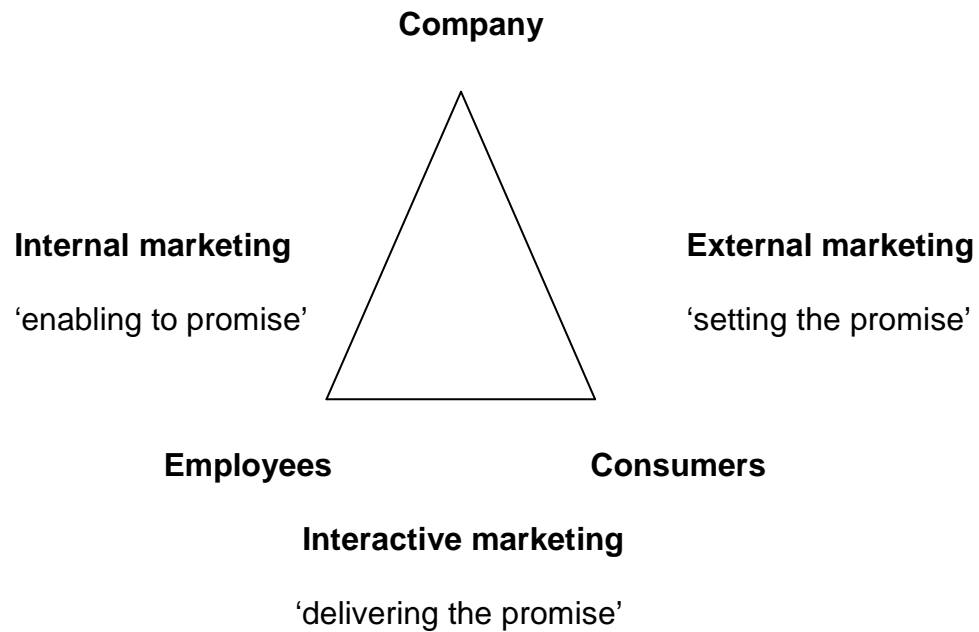 Company
Internal marketing
External marketing
‘enabling to promise’
‘setting the promise’
Employees
Consumers
Interactive marketing
‘delivering the promise’